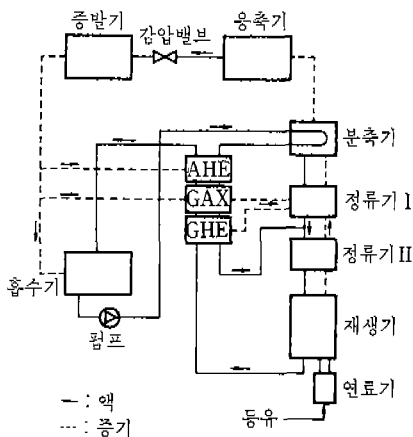 증발기
감압밸브
응축기
분축기
AHE
GAX
GHE
정류기 I
정류기 II
흡수기
펌프
재생기
연료기
등유
— : 액
--- : 증기